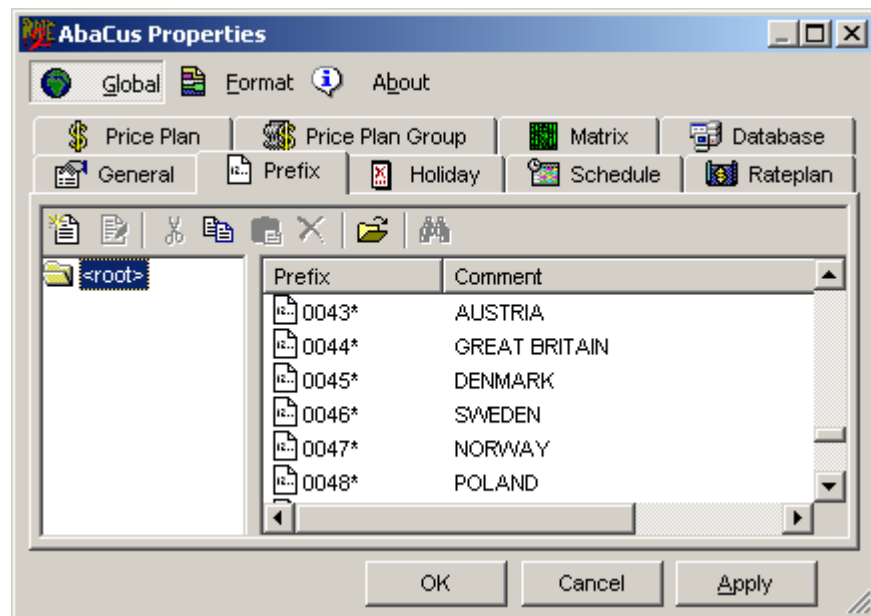 AbaCus Properties
Global Format About
Price Plan Price Plan Group Matrix Database
General Prefix Holiday Schedule Rateplan
<root>
Prefix Comment
0043* AUSTRIA
0044* GREAT BRITAIN
0045* DENMARK
0046* SWEDEN
0047* NORWAY
0048* POLAND
OK Cancel Apply